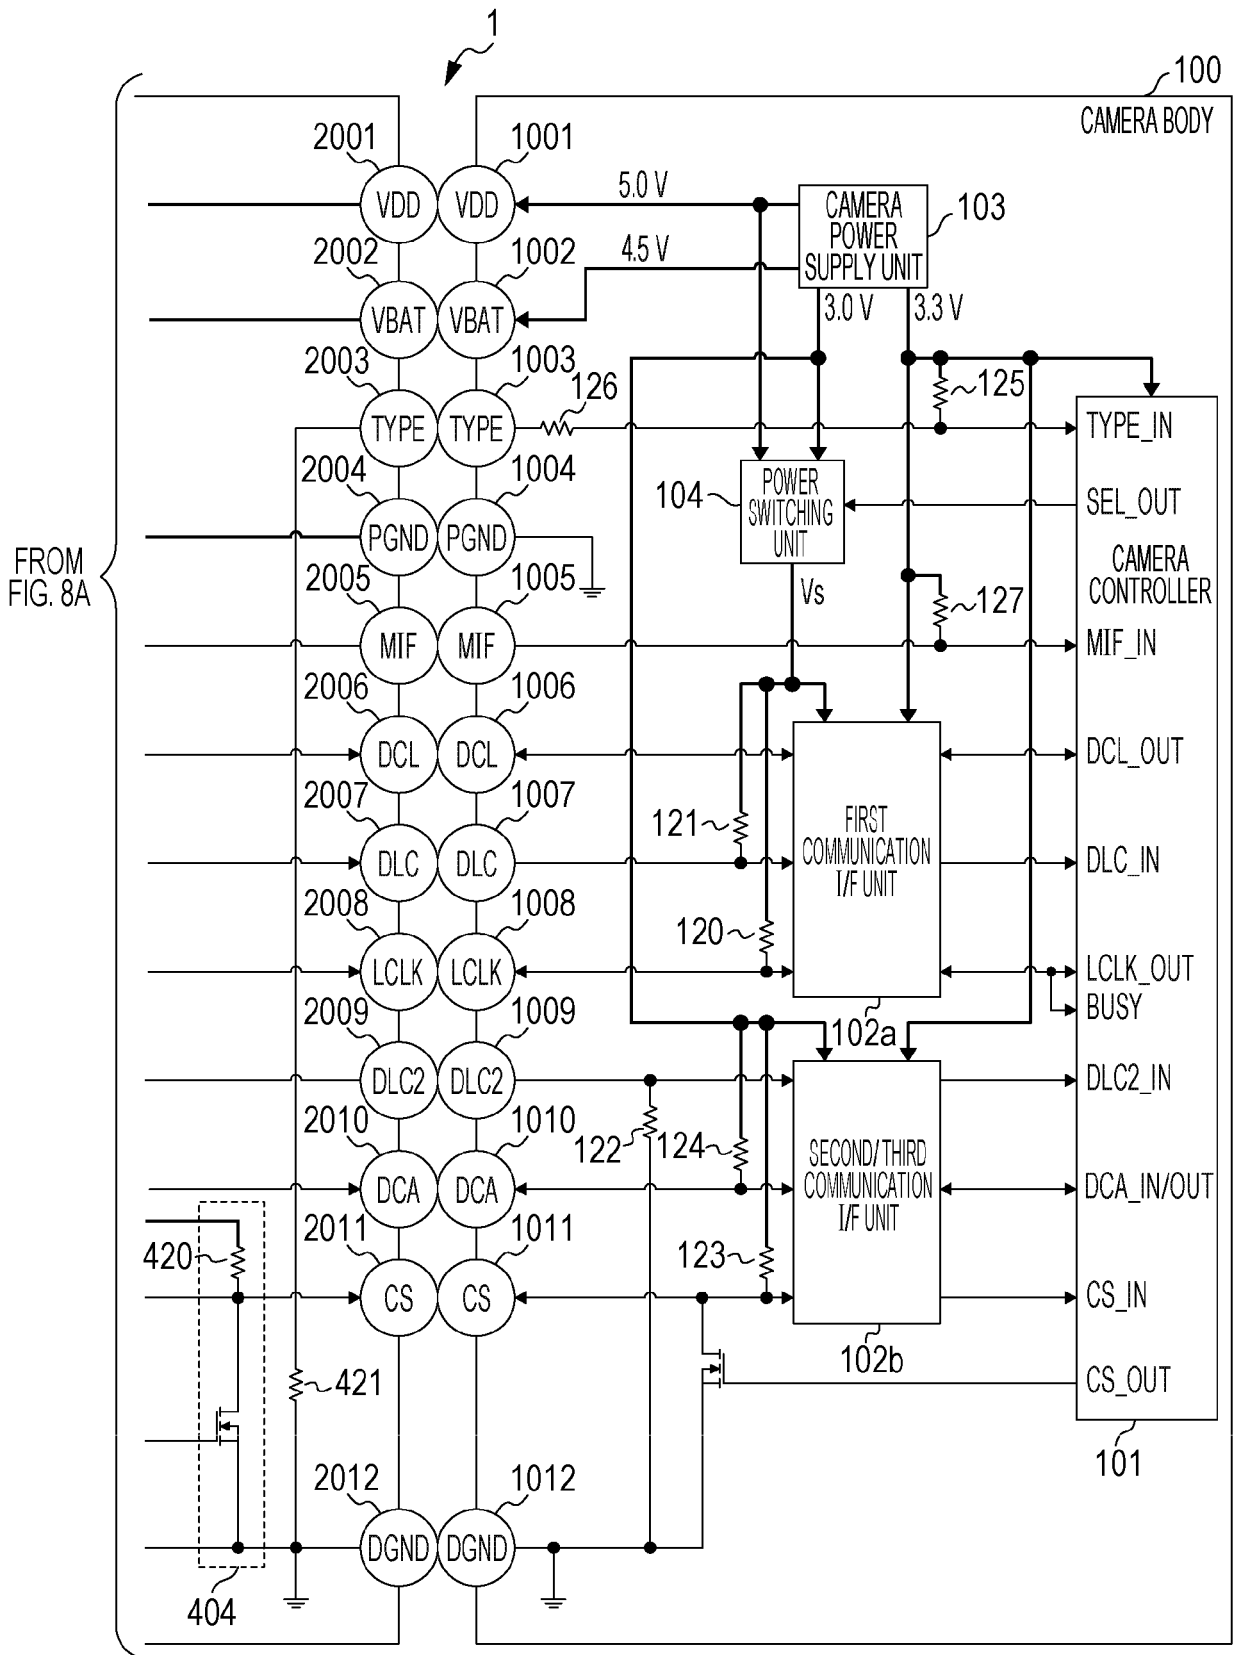 1
100
CAMERA BODY
2001
1001
VDD
VDD
5.0 V
CAMERA
POWER
SUPPLY UNIT
103
2002
1002
4.5 V
VBAT
VBAT
3.0 V
3.3 V
2003
1003
126
125
TYPE
TYPE
TYPE_IN
2004
1004
104
POWER
SWITCHING
UNIT
SEL_OUT
PGND
PGND
FROM
FIG. 8A
CAMERA
CONTROLLER
2005
1005
Vs
127
MIF
MIF
MIF_IN
2006
1006
DCL
DCL
DCL_OUT
2007
1007
121
FIRST
COMMUNICATION
I/F UNIT
DLC
DLC
DLC_IN
2008
1008
120
LCLK
LCLK
LCLK_OUT
BUSY
2009
1009
102a
DLC2
DLC2
DLC2_IN
2010
1010
122
124
SECOND/THIRD
COMMUNICATION
I/F UNIT
DCA
DCA
DCA_IN/OUT
2011
1011
420
123
CS
CS
CS_IN
102b
421
CS_OUT
101
2012
1012
DGND
DGND
404